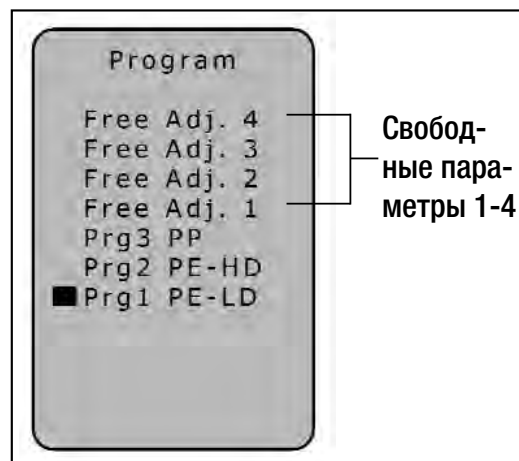 Program
Free Adj. 4
Free Adj. 3
Free Adj. 2
Free Adj. 1
Prg3 PP
Prg2 PE-HD
Prg1 PE-LD
Свобод-
ные пара-
метры 1-4